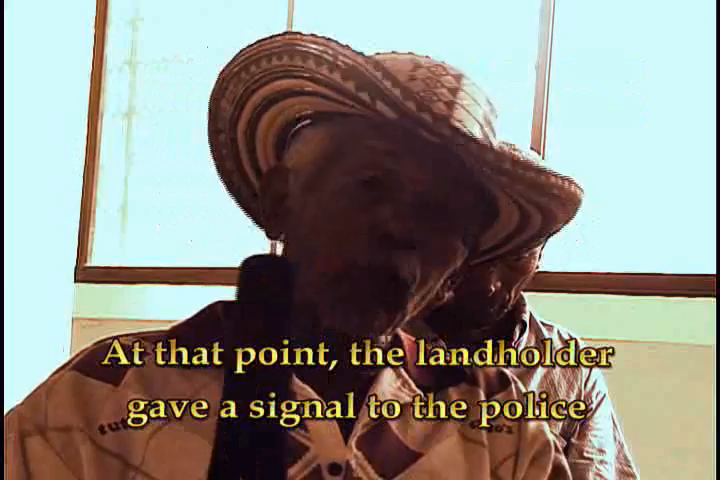 At that point, the landholder
gave a signal to the police